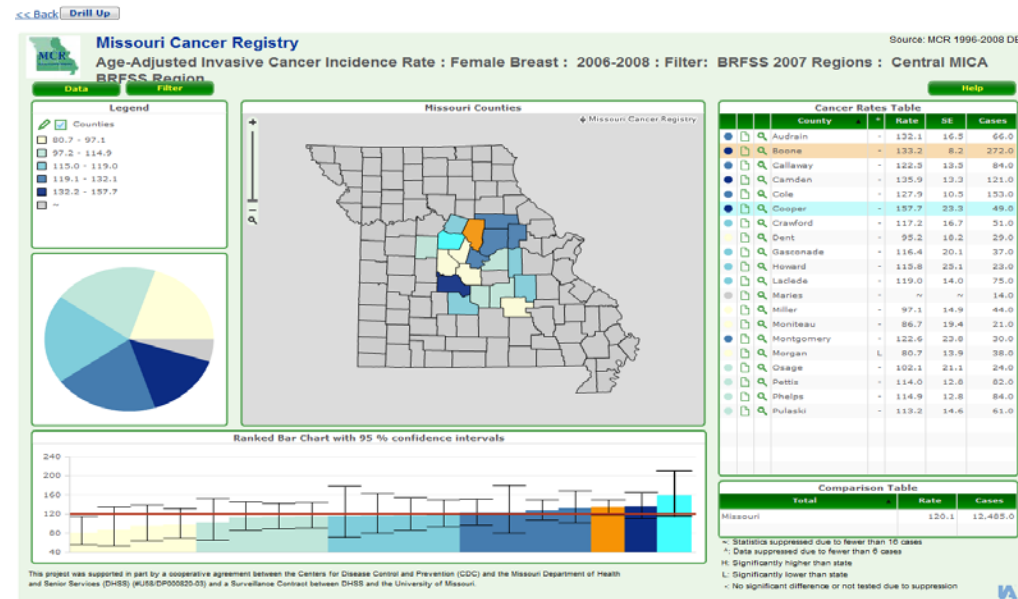 << Back Drill Up
MCR
Missouri Cancer Registry
Source: MCR 1996-2008 DE
Age-Adjusted Invasive Cancer Incidence Rate : Female Breast : 2006-2008 : Filter: BRFSS 2007 Regions : Central MICA
BRFSS Region
Data Filter Help
Legend
Counties
80.7 - 97.1
97.2 - 114.9
115.0 - 119.0
119.1 - 132.1
132.2 - 157.7
~
Missouri Counties
Missouri Cancer Registry
+
Cancer Rates Table
County * Rate SE Cases
Audrain - 132.1 16.5 66.0
Boone - 133.2 8.2 272.0
Callaway - 122.5 13.5 84.0
Camden - 135.9 13.3 121.0
Cole - 127.9 10.5 153.0
Cooper - 157.7 23.3 49.0
Crawford - 117.2 16.7 51.0
Dent - 95.2 18.2 29.0
Gasconade - 116.4 20.1 37.0
Howard - 115.8 25.1 23.0
Laclede - 119.0 14.0 75.0
Maries - ~ ~ 14.0
Miller - 97.1 14.9 44.0
Moniteau - 86.7 19.4 21.0
Montgomery - 122.6 23.8 30.0
Morgan L 80.7 13.9 38.0
Osage - 102.1 21.1 24.0
Pettis - 114.0 12.8 82.0
Phelps - 114.9 12.8 84.0
Pulaski - 113.2 14.6 61.0
Ranked Bar Chart with 95 % confidence intervals
240
200
160
120
80
40
Comparison Table
Total Rate Cases
Missouri 120.1 12,485.0
~: Statistics suppressed due to fewer than 16 cases
^: Data suppressed due to fewer than 6 cases
H: Significantly higher than state
L: Significantly lower than state
-: No significant difference or not tested due to suppression
This project was supported in part by a cooperative agreement between the Centers for Disease Control and Prevention (CDC) and the Missouri Department of Health
and Senior Services (DHSS) (#U58/DP000820-03) and a Surveillance Contract between DHSS and the University of Missouri.